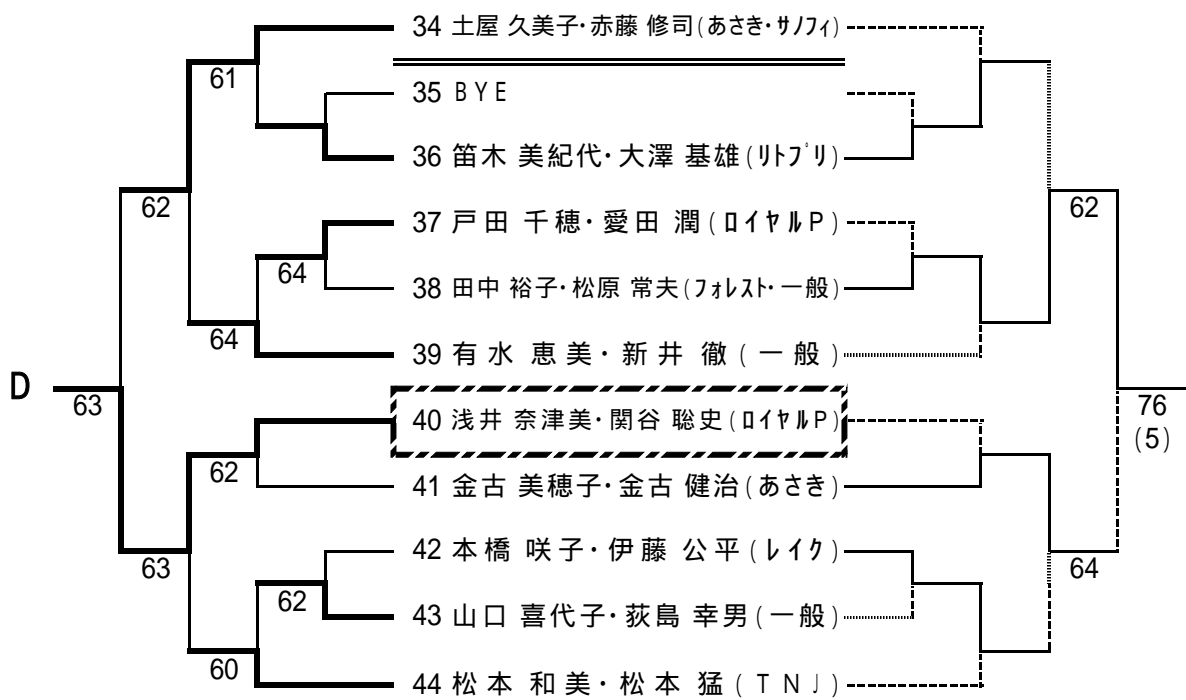 34 土屋 久美子・赤藤 修司(あさき・サノフィ)
61
35 BYE
36 笛木 美紀代・大澤 基雄(リトプリ)
62
62
37 戸田 千穂・愛田 潤(ロイヤルP)
64
38 田中 裕子・松原 常夫(フォレスト・一般)
64
39 有水 恵美・新井 徹(一般)
D
63
76
(5)
40 浅井 奈津美・関谷 聡史(ロイヤルP)
62
41 金古 美穂子・金古 健治(あさき)
42 本橋 咲子・伊藤 公平(レイク)
63
64
62
43 山口 喜代子・荻島 幸男(一般)
60
44 松本 和美・松本 猛(TNJ)